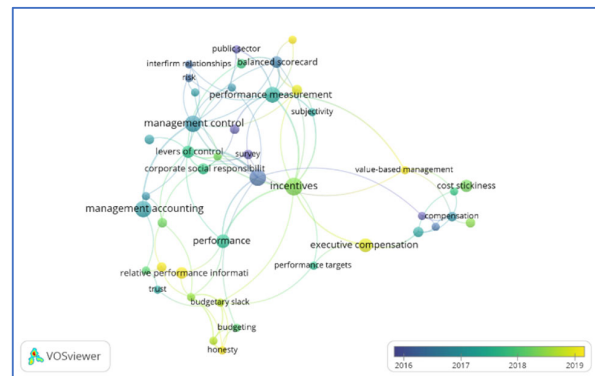 public sector
interfirm relationships
balanced scorecard
risk
performance measurement
subjectivity
management control
levers of control
survey
corporate social responsibilit
value-based management
incentives
cost stickiness
management accounting
compensation
performance
executive compensation
relative performance informati
performance targets
trust
budgetary slack
budgeting
honesty
VOSviewer
2016 2017 2018 2019